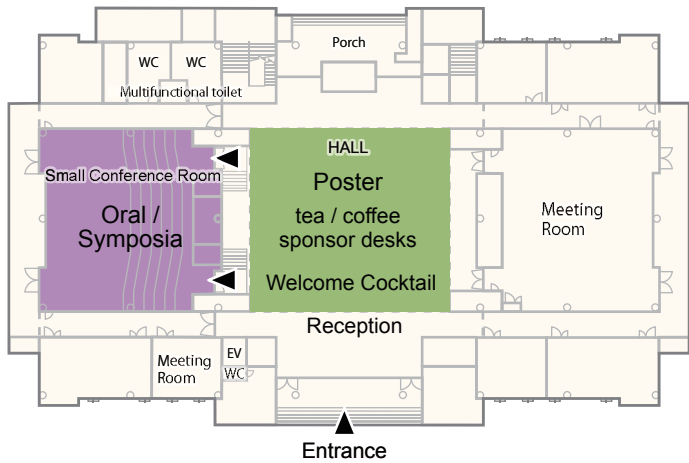 Porch
WC
WC
Multifunctional toilet
HALL
Small Conference Room
Poster
Oral /
Symposia
tea / coffee
sponsor desks
Meeting
Room
Welcome Cocktail
Reception
Meeting
Room
EV
WC
Entrance